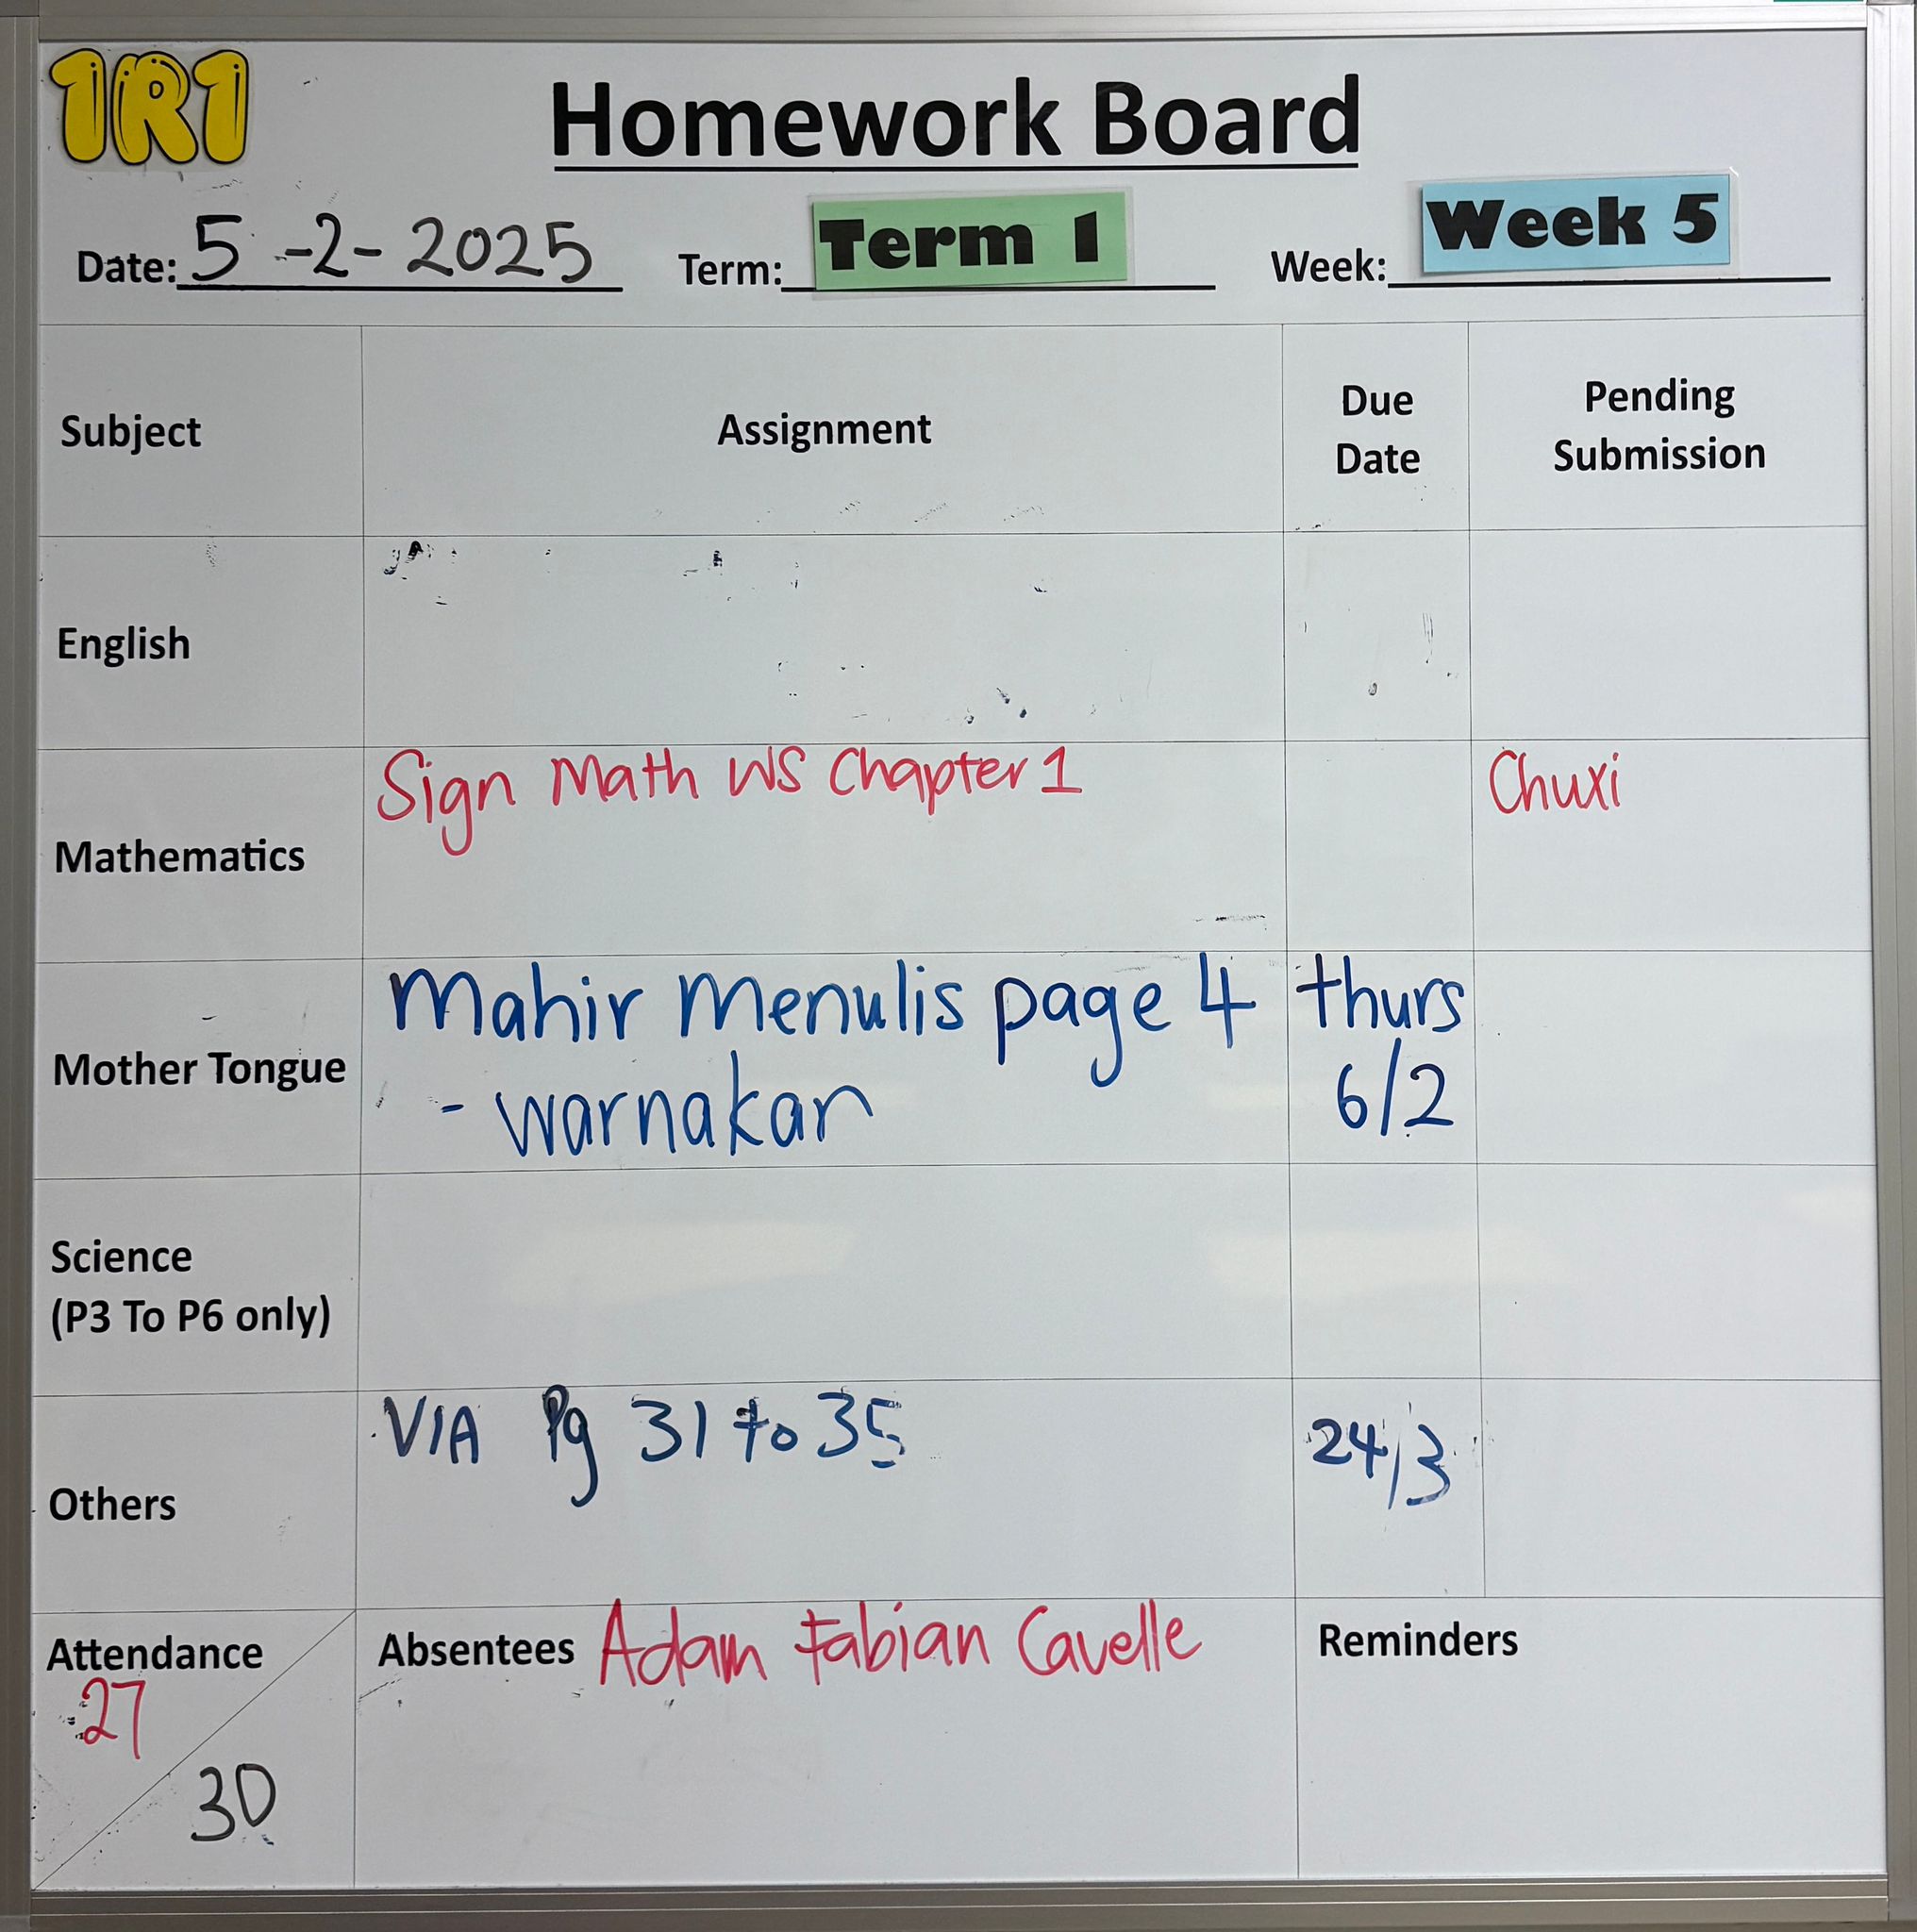 1R1
Homework Board
Date: 5-2-2025 Term: Term 1 Week: Week 5
Subject Assignment Due Date Pending Submission
English
Mathematics Sign Math WS Chapter 1 Chuxi
Mother Tongue Mahir Menulis page 4 thurs
- warnakan 6/2
Science
(P3 To P6 only)
Others VIA Pg 31 to 35 24/3
Attendance Absentees Adam Fabian Cavelle Reminders
27
30